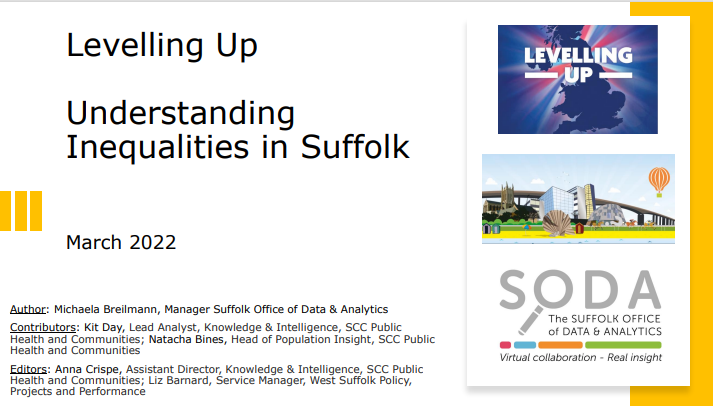 Levelling Up
Understanding
Inequalities in Suffolk
March 2022
Author: Michaela Breilmann, Manager Suffolk Office of Data & Analytics
Contributors: Kit Day, Lead Analyst, Knowledge & Intelligence, SCC Public
Health and Communities; Natacha Bines, Head of Population Insight, SCC Public
Health and Communities
Editors: Anna Crispe, Assistant Director, Knowledge & Intelligence, SCC Public
Health and Communities; Liz Barnard, Service Manager, West Suffolk Policy,
Projects and Performance
LEVELLING
UP
SODA
The SUFFOLK OFFICE
of DATA & ANALYTICS
Virtual collaboration - Real insight